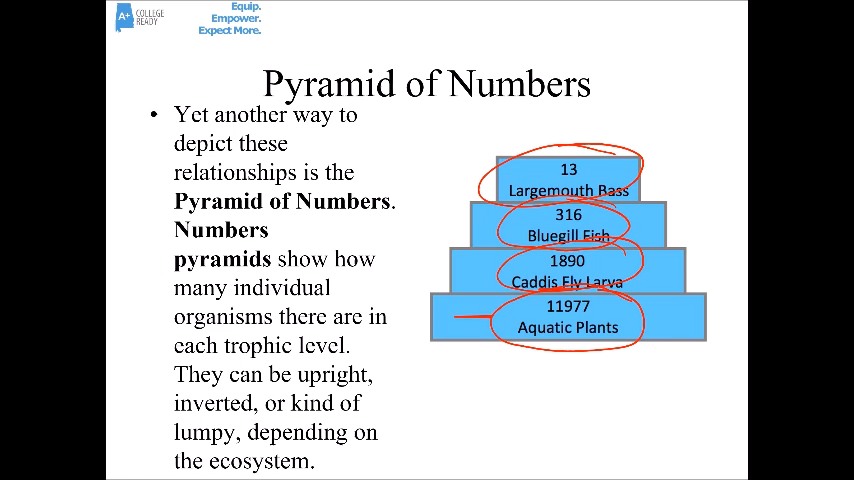 A+ COLLEGE
READY
Equip.
Empower.
Expect More.
Pyramid of Numbers
• Yet another way to
depict these
relationships is the
Pyramid of Numbers.
Numbers
pyramids show how
many individual
organisms there are in
each trophic level.
They can be upright,
inverted, or kind of
lumpy, depending on
the ecosystem.
13
Largemouth Bass
316
Bluegill Fish
1890
Caddis Fly Larva
11977
Aquatic Plants